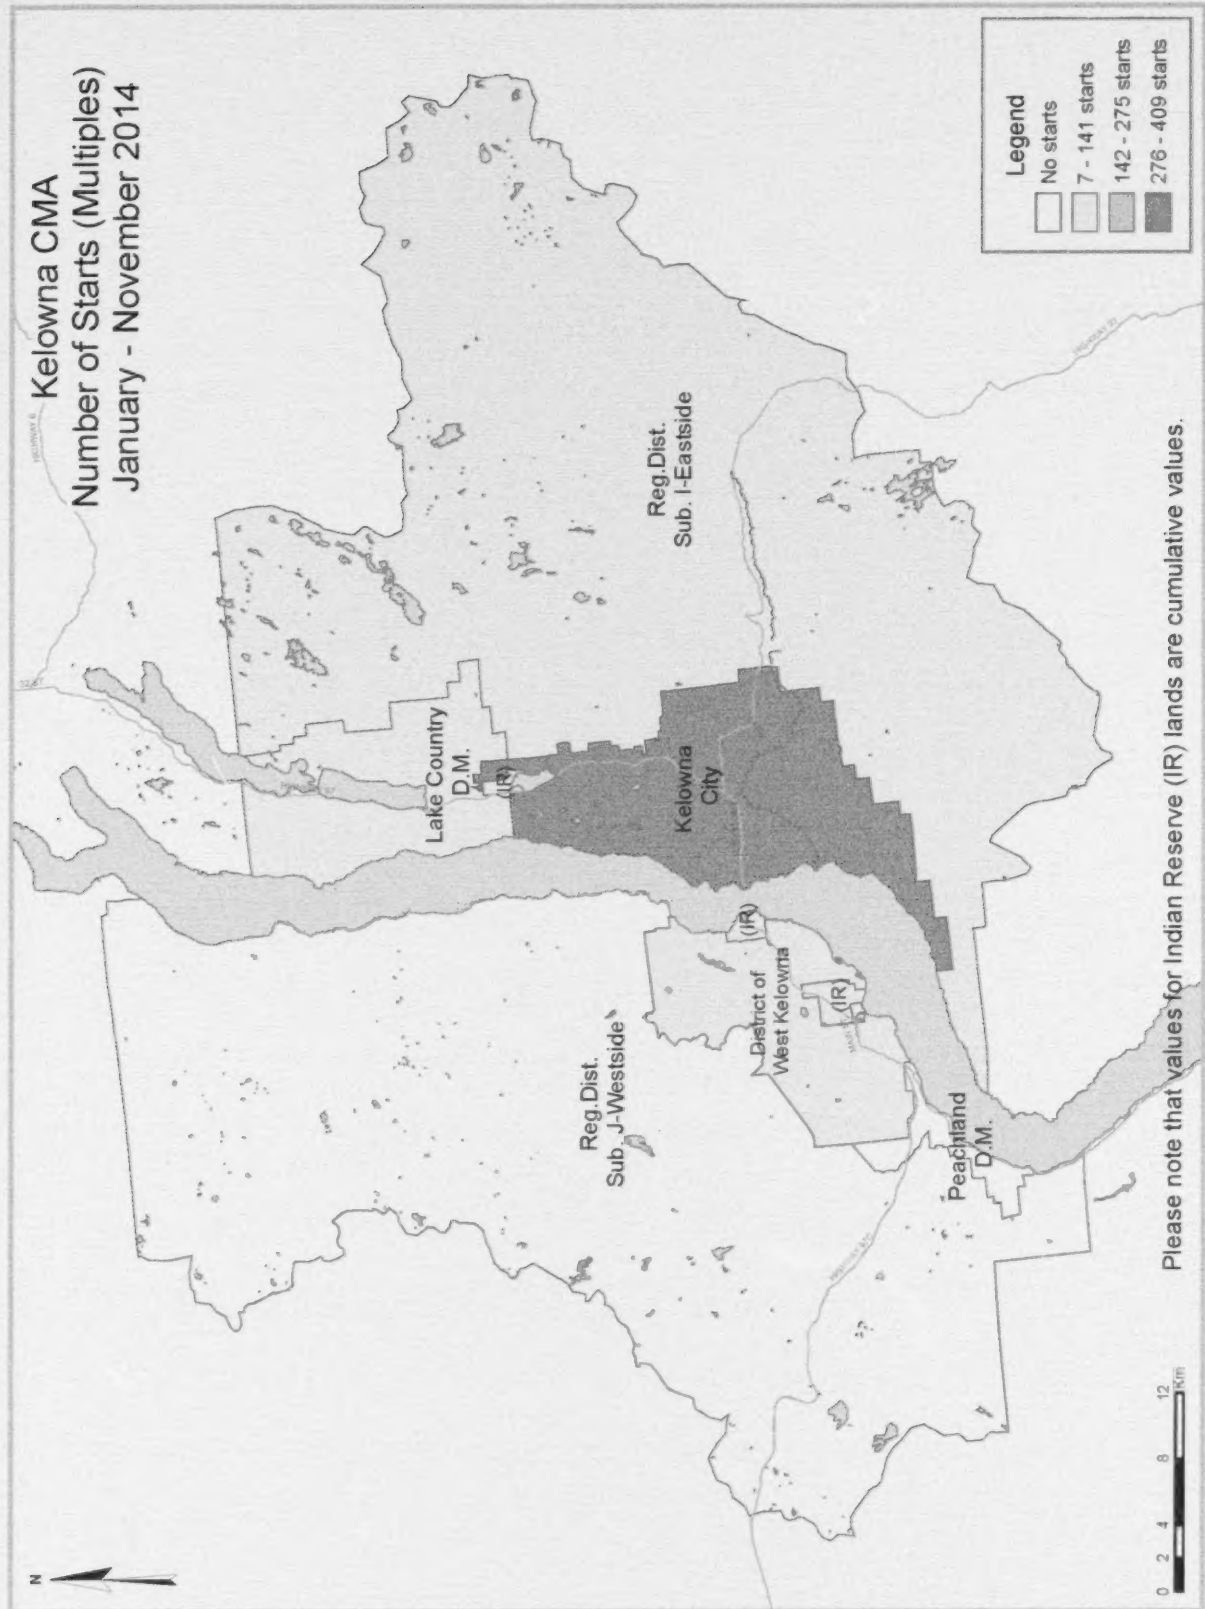 Kelowna CMA
Number of Starts (Multiples)
January - November 2014
N
HIGHWAY 6
Lake Country
D.M.
(IR)
Reg.Dist.
Sub. J-Westside
Reg.Dist.
Sub. I-Eastside
Kelowna
City
(IR)
District of
West Kelowna
(IR)
Peachland
D.M.
Legend
No starts
7 - 141 starts
142 - 275 starts
276 - 409 starts
0 2 4 8 12
Km
Please note that values for Indian Reserve (IR) lands are cumulative values.